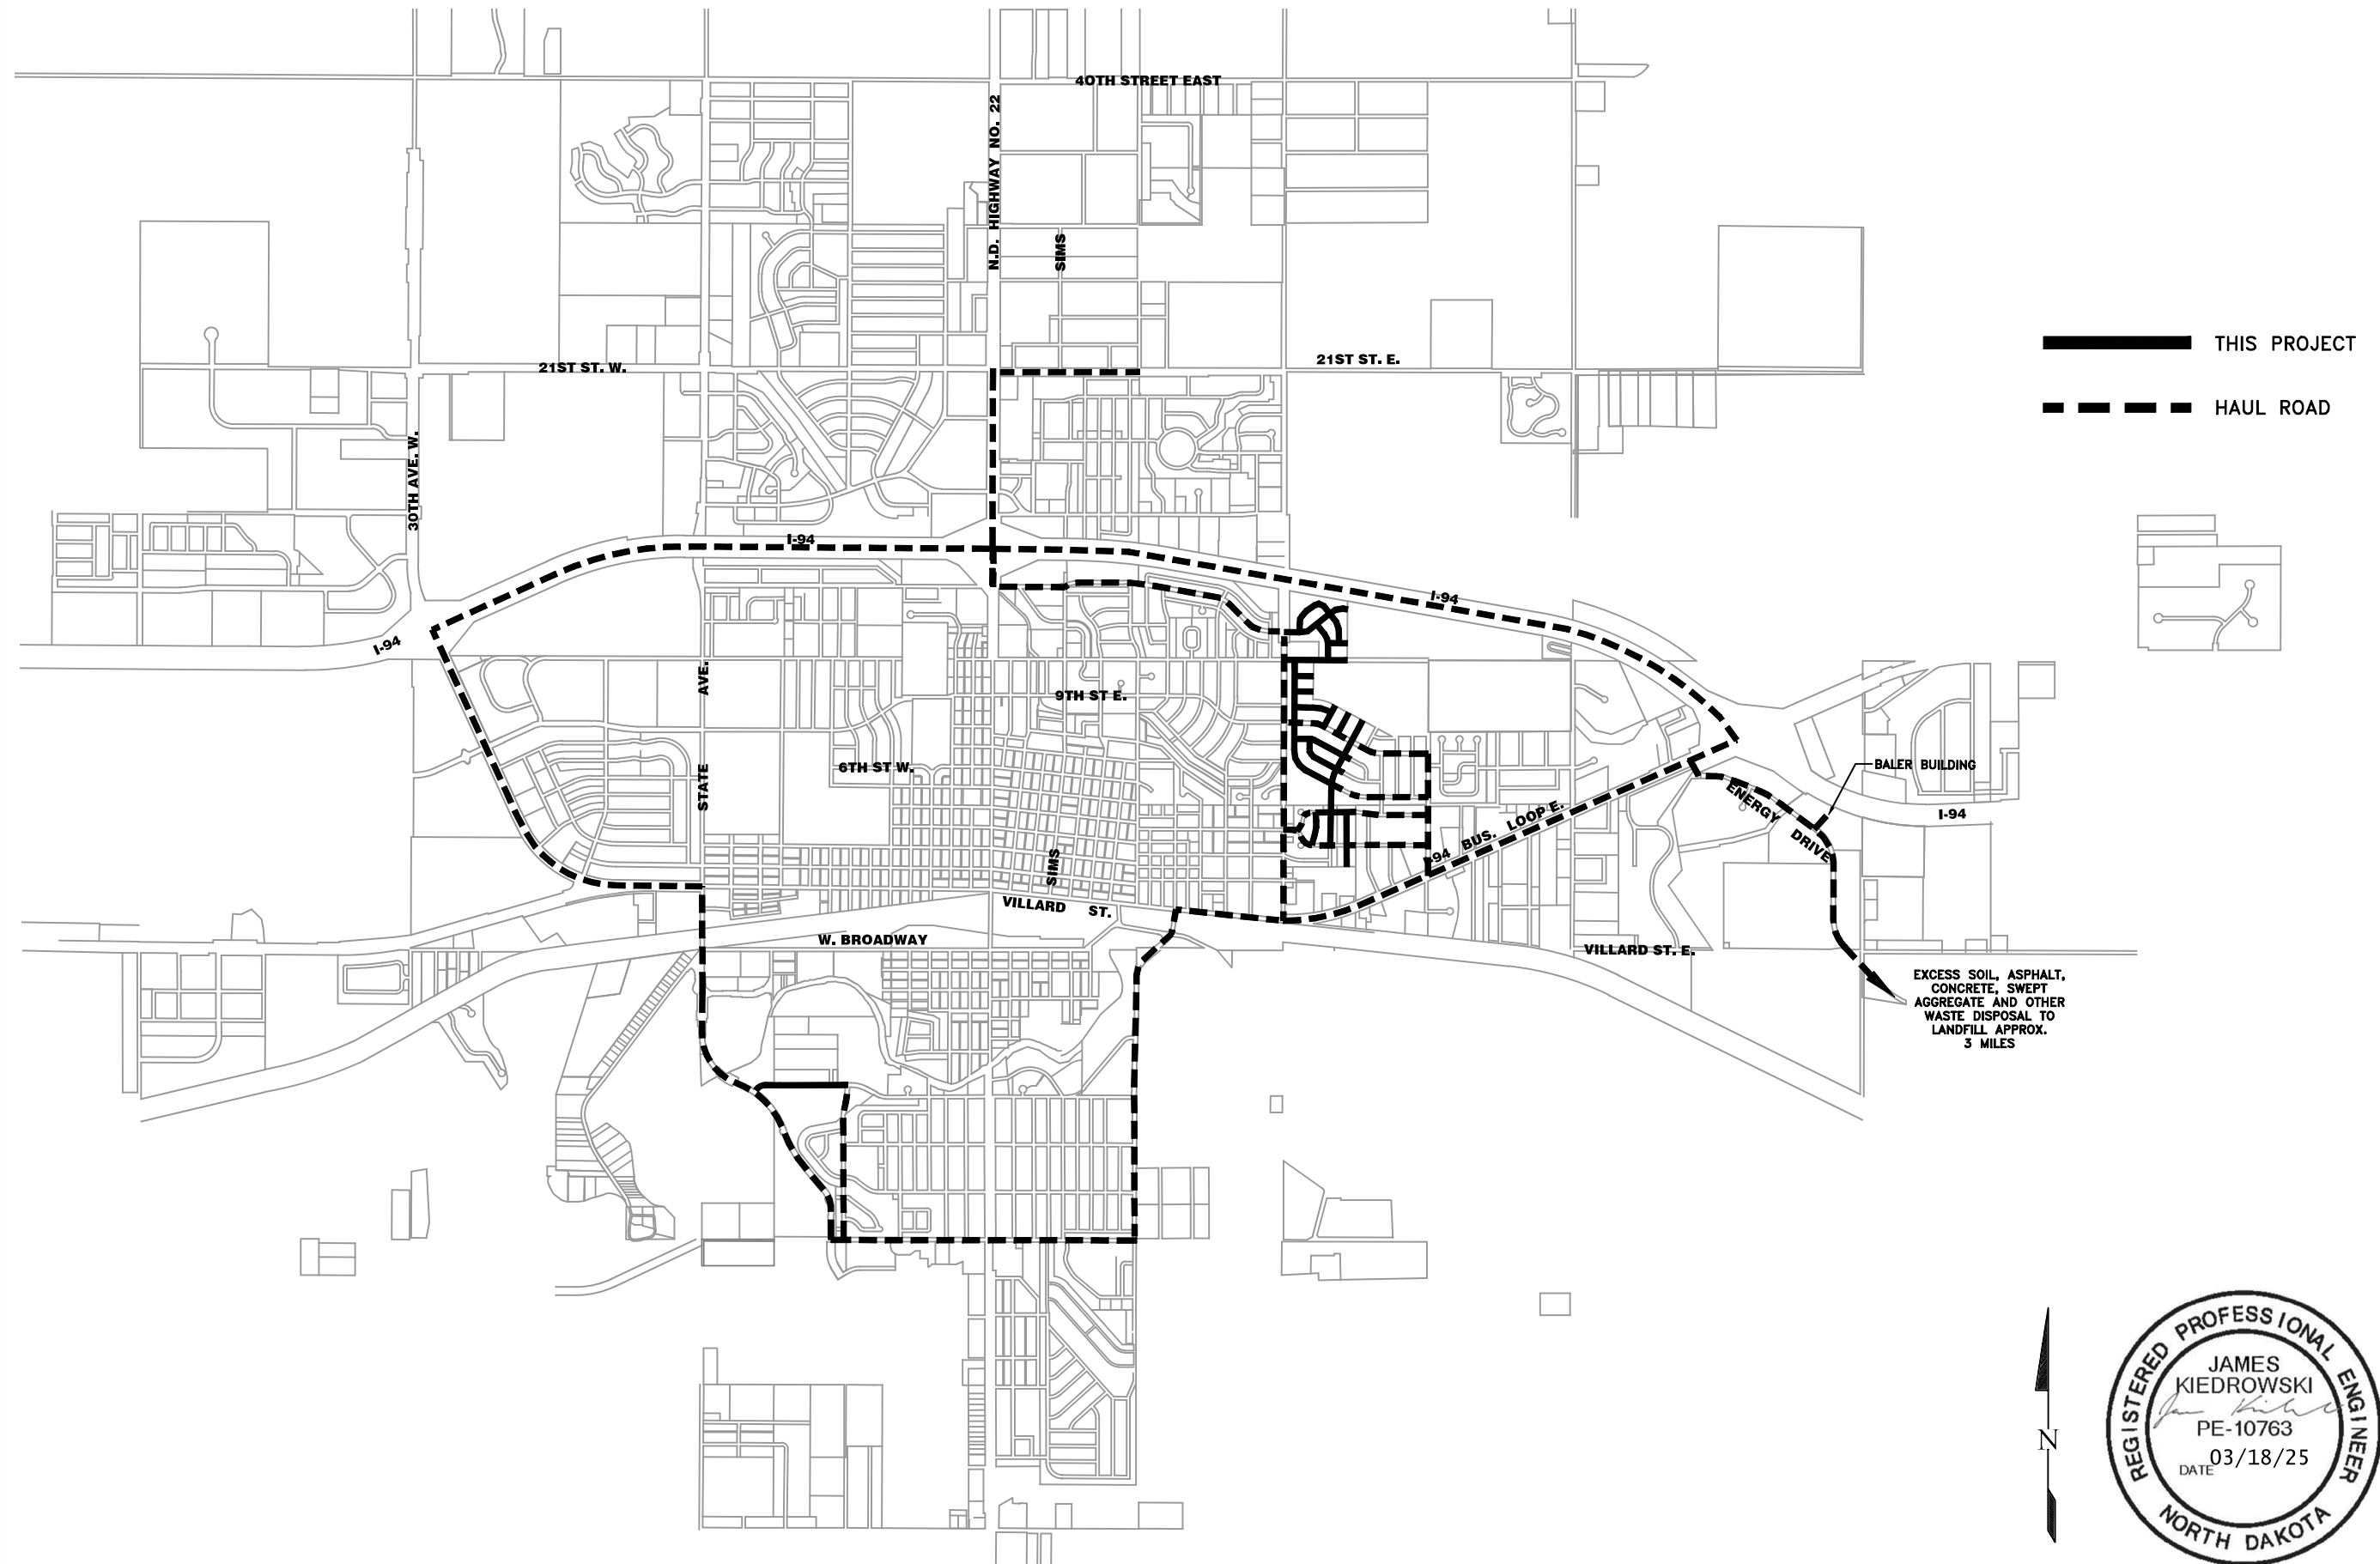 40TH STREET EAST
N.D. HIGHWAY NO. 22
SIMS
THIS PROJECT
21ST ST. E.
21ST ST. W.
HAUL ROAD
30TH AVE. W.
I-94
I-94
I-94
STATE AVE.
9TH ST E.
6TH ST W.
BALER BUILDING
ENERGY DRIVE
I-94
I-94 BUS. LOOP E.
SIMS
VILLARD ST.
W. BROADWAY
VILLARD ST. E.
EXCESS SOIL, ASPHALT,
CONCRETE, SWEPT
AGGREGATE AND OTHER
WASTE DISPOSAL TO
LANDFILL APPROX.
3 MILES
N
REGISTERED PROFESSIONAL ENGINEER
JAMES
KIEDROWSKI
PE-10763
DATE 03/18/25
NORTH DAKOTA